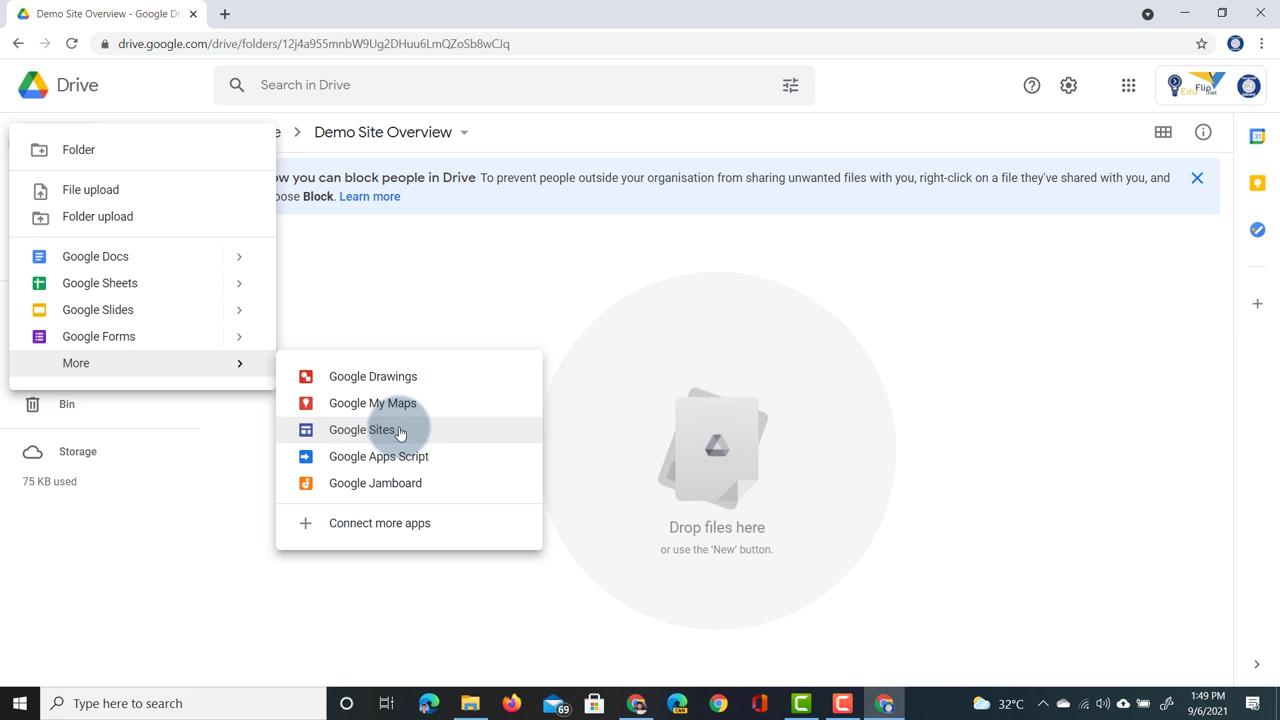 Demo Site Overview - Google Dr
drive.google.com/drive/folders/12j4a955mnbW9Ug2DHuu6LmQZoSb8wCJq
Drive
Search in Drive
EduFlip.net
Folder
File upload
Folder upload
Google Docs
Google Sheets
Google Slides
Google Forms
More
e > Demo Site Overview
ow you can block people in Drive To prevent people outside your organisation from sharing unwanted files with you, right-click on a file they've shared with you, and
oose Block. Learn more
31
Google Drawings
Google My Maps
Google Sites
Google Apps Script
Google Jamboard
Connect more apps
Bin
Storage
75 KB used
Drop files here
or use the 'New' button.
Type here to search
69
CAN
32°C
1:49 PM
9/6/2021